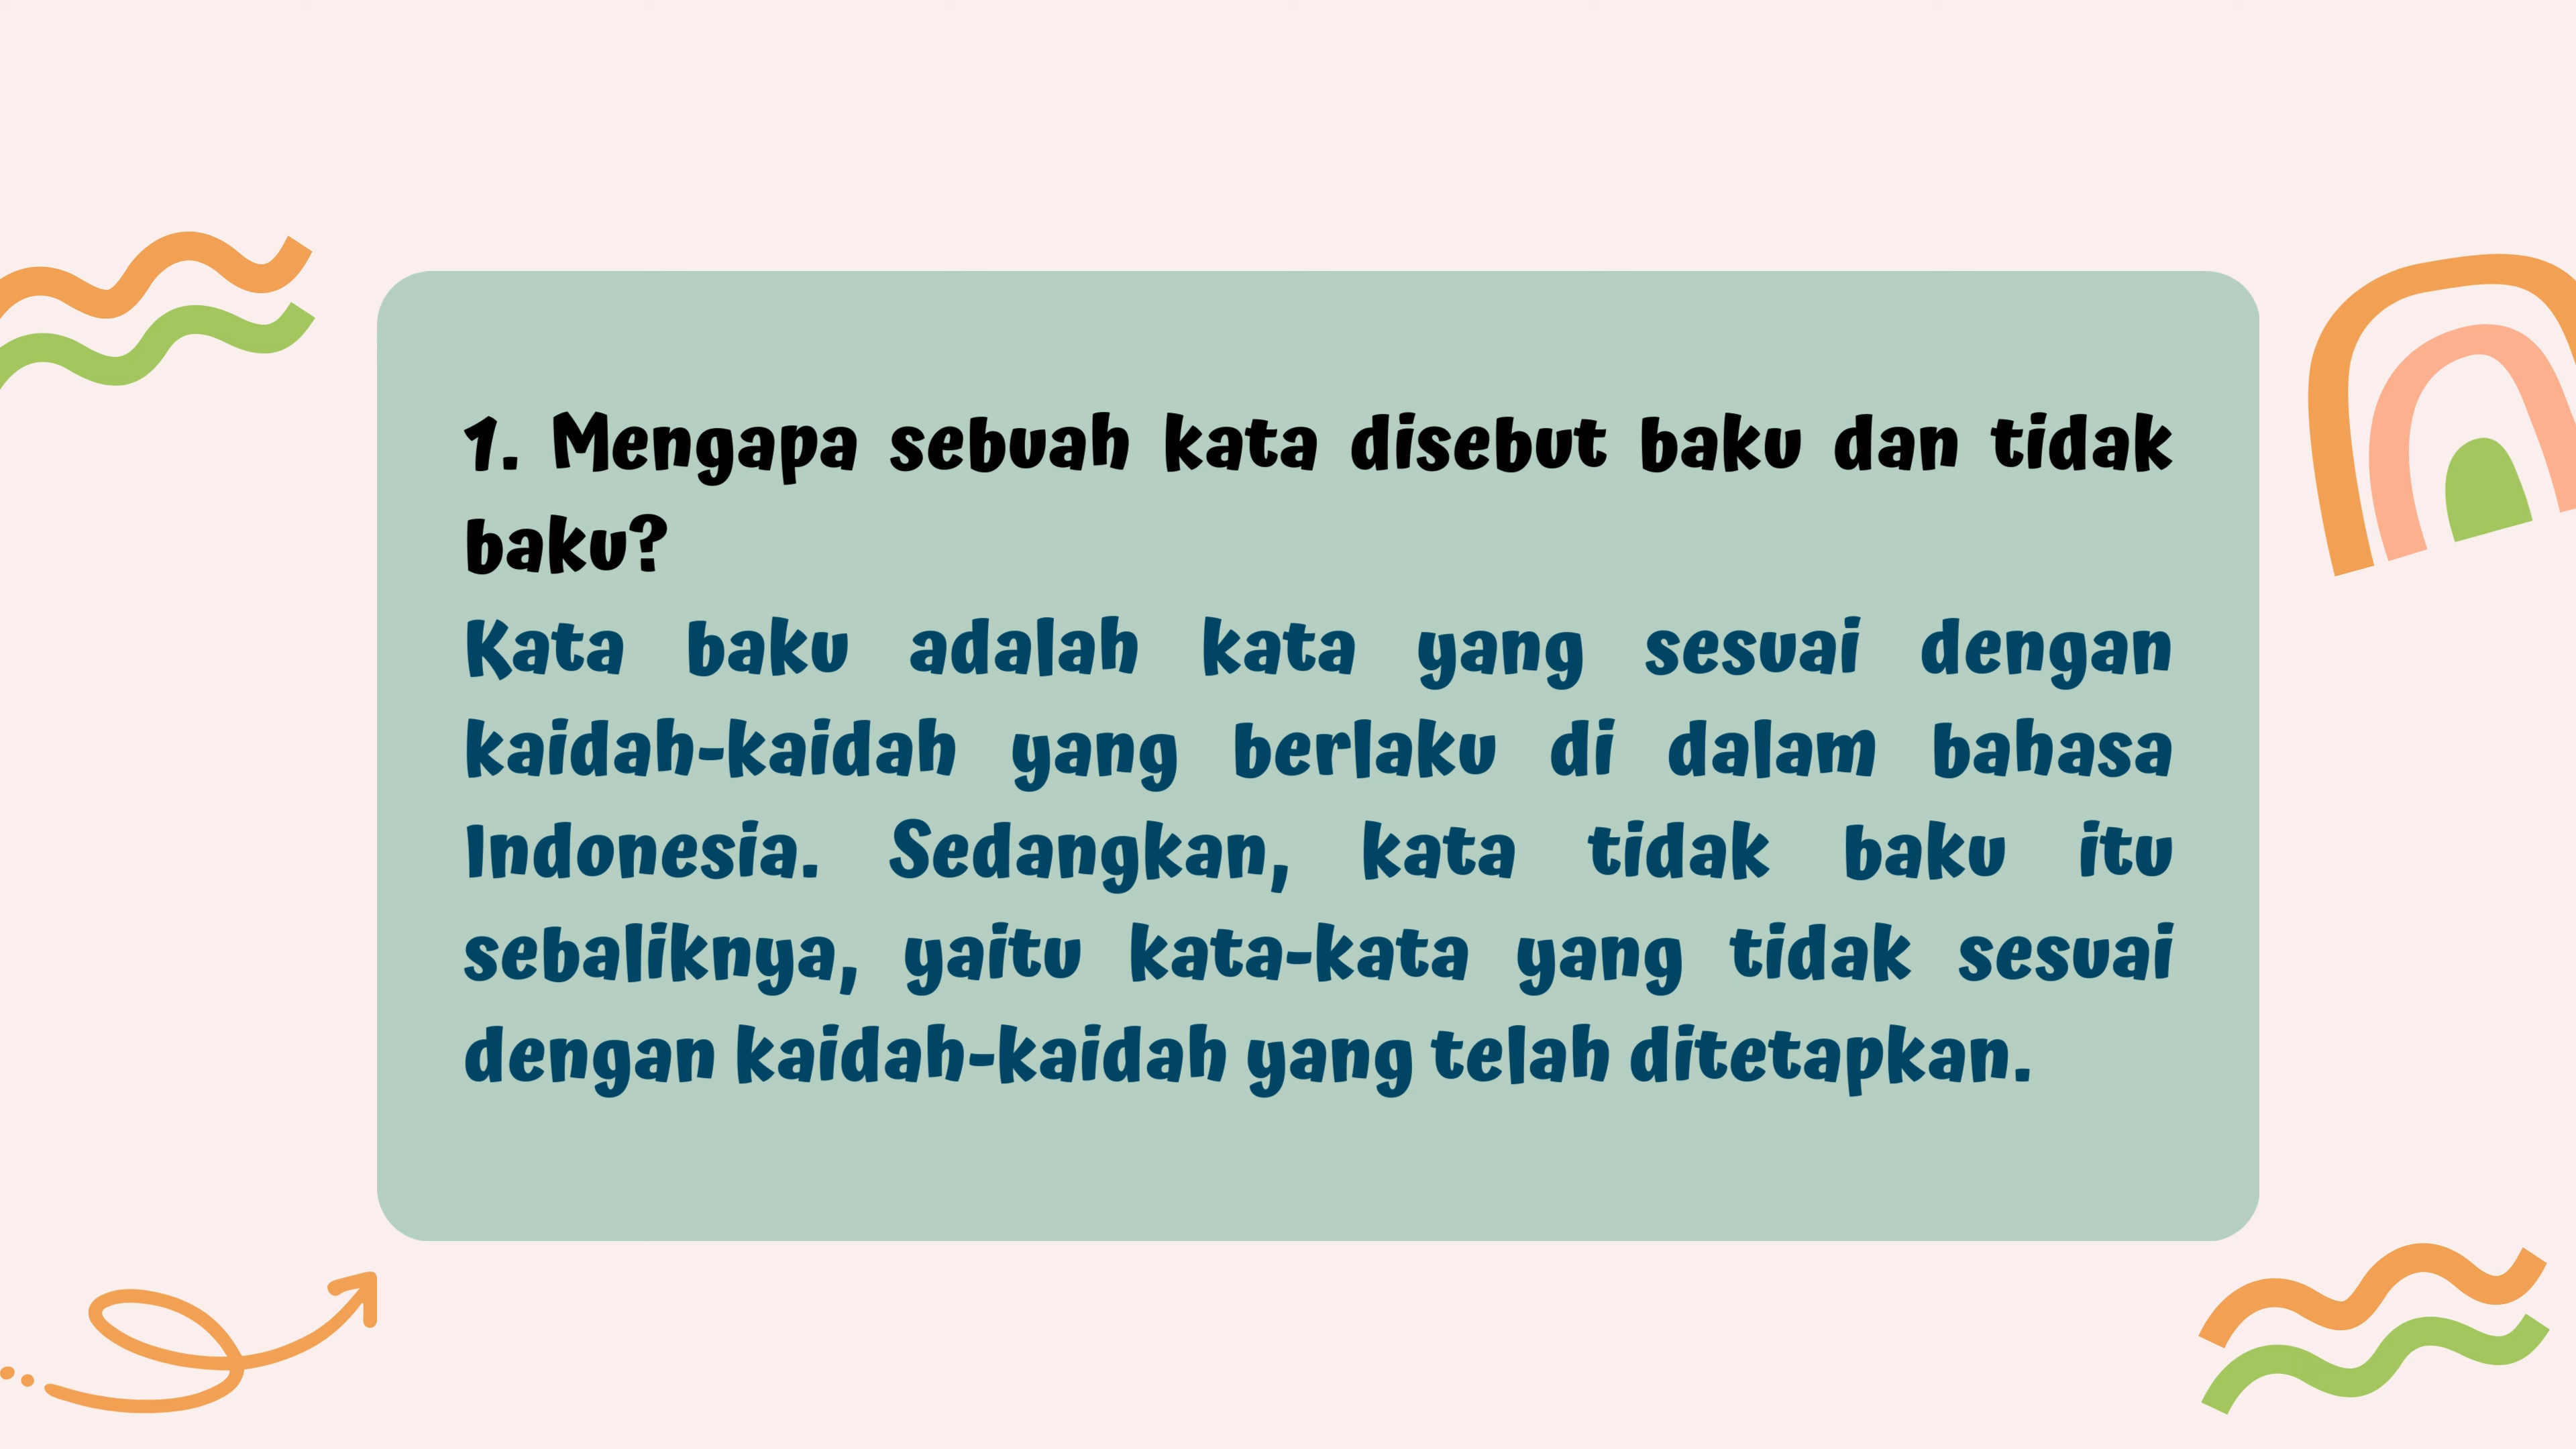 1. Mengapa sebuah kata disebut baku dan tidak
baku?
Kata baku adalah kata yang sesuai dengan
kaidah-kaidah yang berlaku di dalam bahasa
Indonesia. Sedangkan, kata tidak baku itu
sebaliknya, yaitu kata-kata yang tidak sesuai
dengan kaidah-kaidah yang telah ditetapkan.